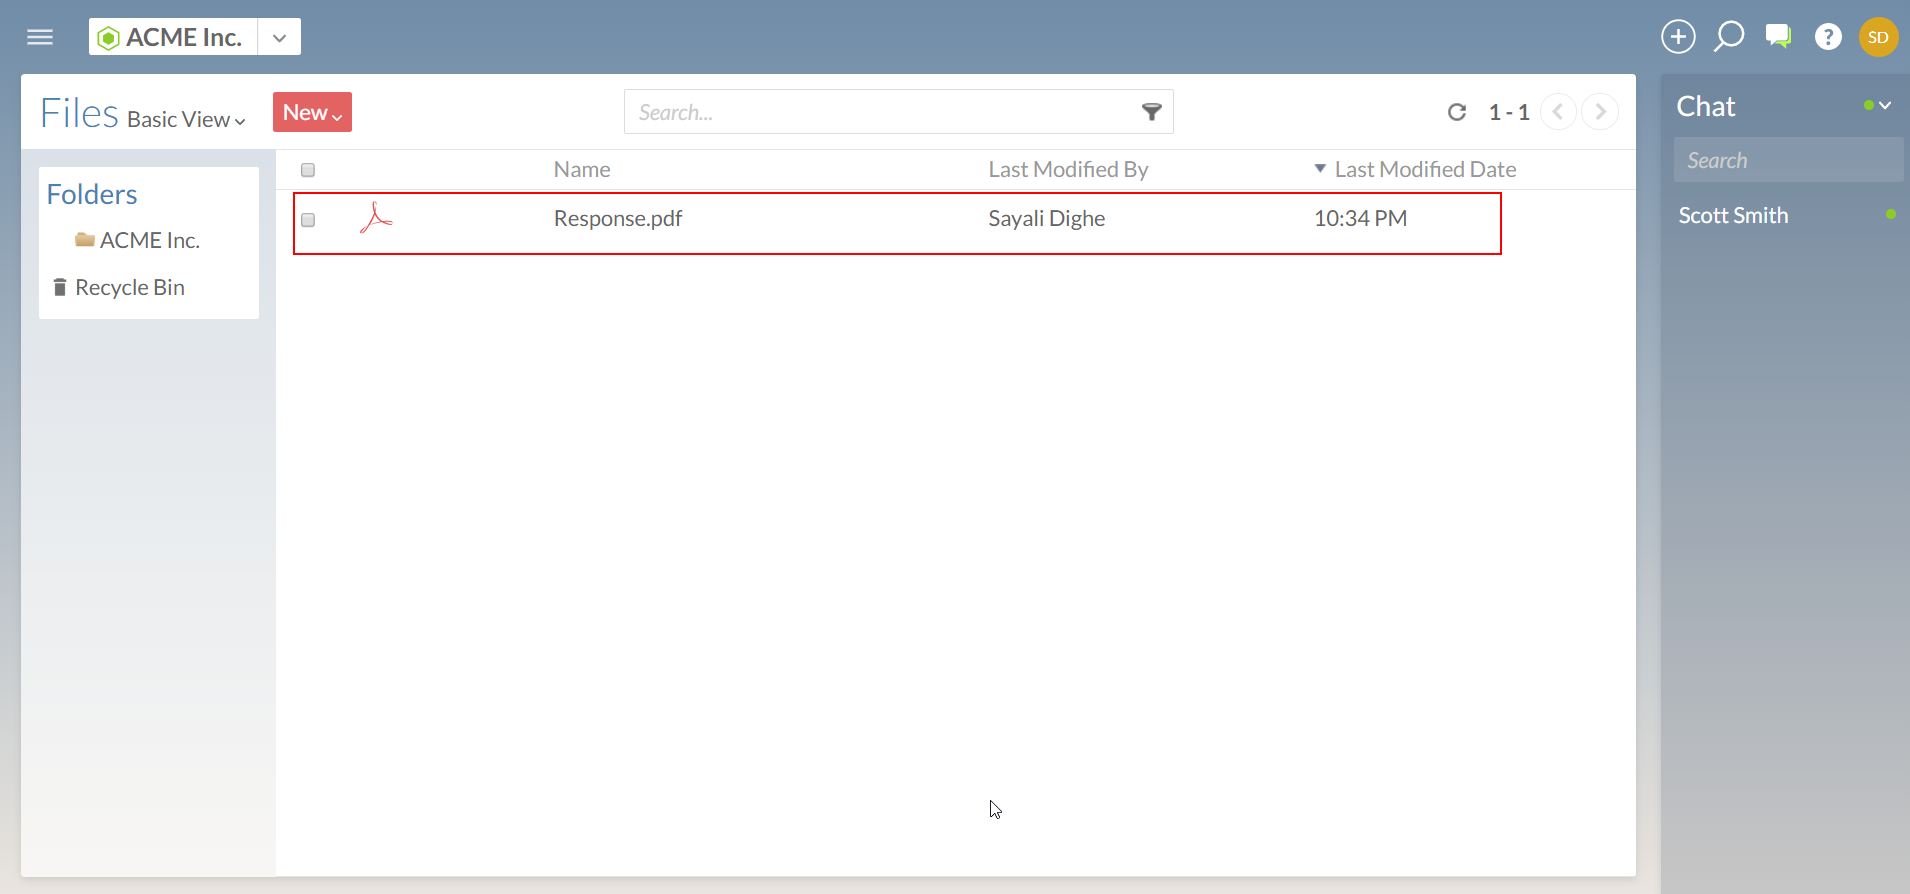 ACME Inc.
SD
Files Basic View New Search... 1 - 1
Chat
Search
Scott Smith
Folders
ACME Inc.
Recycle Bin
Name Last Modified By Last Modified Date
Response.pdf Sayali Dighe 10:34 PM